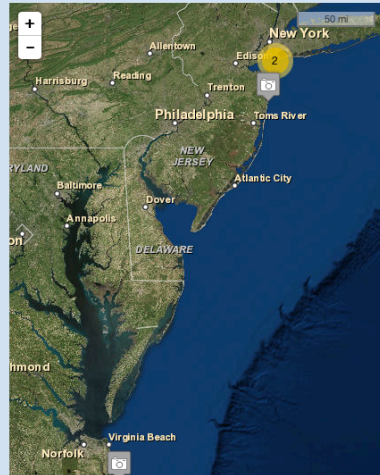 +
−
50 mi
New York
Allentown
Edison
2
Harrisburg
Reading
Trenton
Philadelphia
Toms River
NEW
JERSEY
RYLAND
Baltimore
Atlantic City
Dover
Annapolis
on
DELAWARE
hmond
Virginia Beach
Norfolk